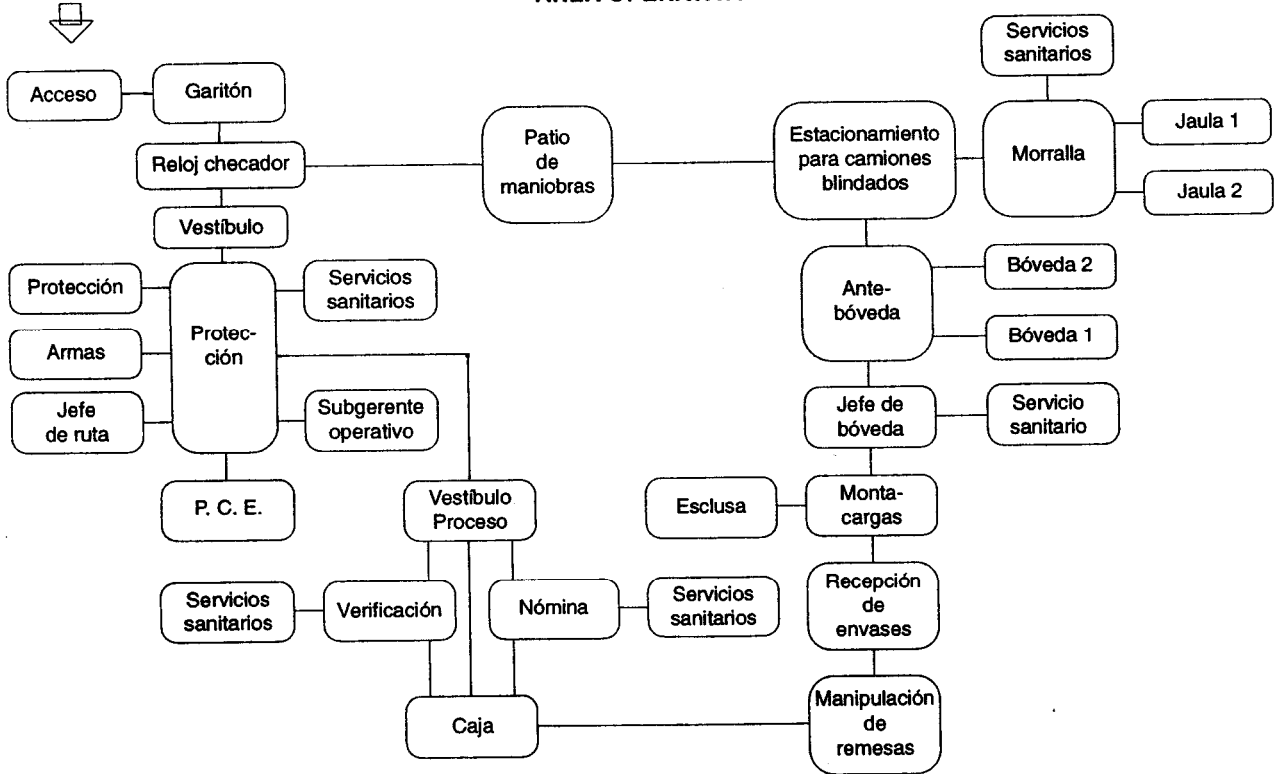 Servicios
sanitarios
Acceso
Garitón
Reloj checador
Vestíbulo
Patio
de
maniobras
Estacionamiento
para camiones
blindados
Morralla
Jaula 1
Jaula 2
Protección
Armas
Jefe
de ruta
Protec-
ción
Servicios
sanitarios
Subgerente
operativo
P. C. E.
Ante-
bóveda
Bóveda 2
Bóveda 1
Jefe de
bóveda
Servicio
sanitario
Vestíbulo
Proceso
Esclusa
Monta-
cargas
Servicios
sanitarios
Verificación
Nómina
Servicios
sanitarios
Recepción
de
envases
Caja
Manipulación
de
remesas